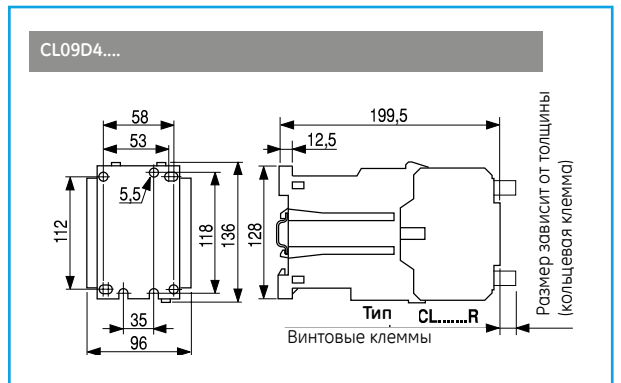 CL09D4....
58
53
5,5
112
118
136
35
96
199,5
12,5
128
Тип CL......R
Винтовые клеммы
Размер зависит от толщины
(кольцевая клемма)